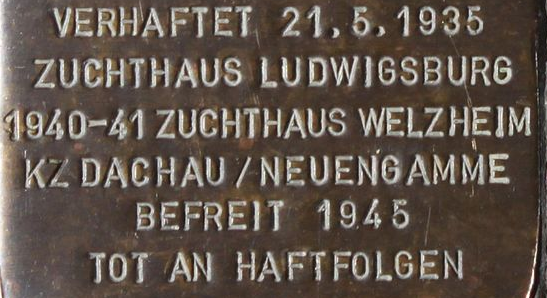 VERHAFTET 21.5.1935
ZUCHTHAUS LUDWIGSBURG
1940-41 ZUCHTHAUS WELZHEIM
KZ DACHAU / NEUENGAMME
BEFREIT 1945
TOT AN HAFTFOLGEN